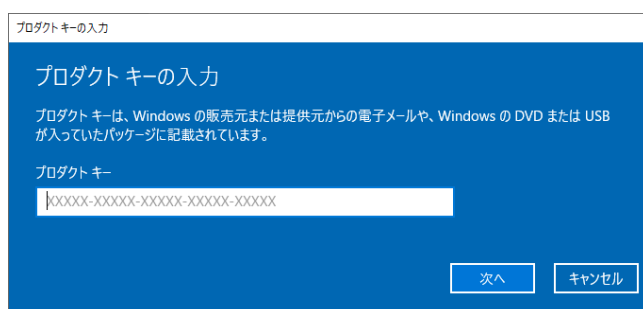 プロダクト キーの入力
プロダクト キーの入力
プロダクト キーは、Windows の販売元または提供元からの電子メールや、Windows の DVD または USB
が入っていたパッケージに記載されています。
プロダクト キー
XXXXX-XXXXX-XXXXX-XXXXX-XXXXX
次へ
キャンセル